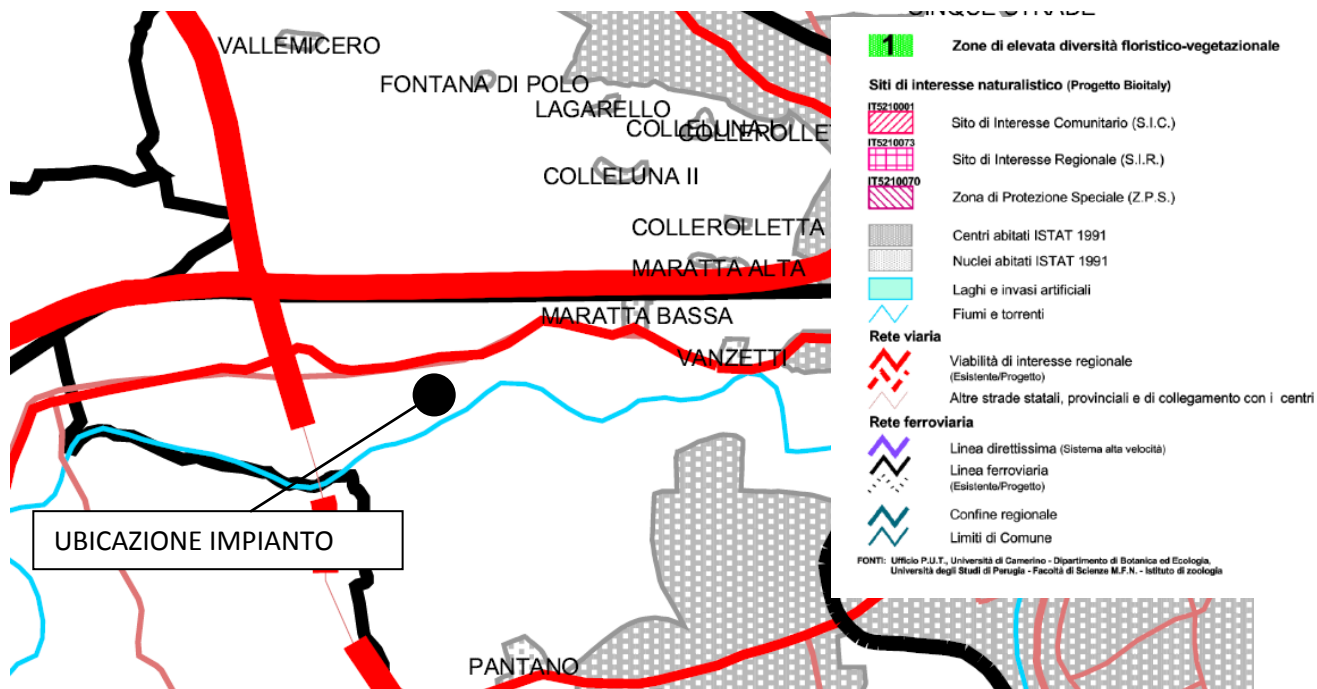 CINQUE STRADE
VALLEMICERO
FONTANA DI POLO
LAGARELLO
COLLELUNA I
COLLEROLLET
COLLELUNA II
COLLEROLLETTA
MARATTA ALTA
MARATTA BASSA
VANZETTI
UBICAZIONE IMPIANTO
PANTANO
1 Zone di elevata diversità floristico-vegetazionale
Siti di interesse naturalistico (Progetto Bioitaly)
IT5210001
Sito di Interesse Comunitario (S.I.C.)
IT5210073
Sito di Interesse Regionale (S.I.R.)
IT5210070
Zona di Protezione Speciale (Z.P.S.)
Centri abitati ISTAT 1991
Nuclei abitati ISTAT 1991
Laghi e invasi artificiali
Fiumi e torrenti
Rete viaria
Viabilità di interesse regionale
(Esistente/Progetto)
Altre strade statali, provinciali e di collegamento con i centri
Rete ferroviaria
Linea direttissima (Sistema alta velocità)
Linea ferroviaria
(Esistente/Progetto)
Confine regionale
Limiti di Comune
FONTI: Ufficio P.U.T., Università di Camerino - Dipartimento di Botanica ed Ecologia,
Università degli Studi di Perugia - Facoltà di Scienze M.F.N. - Istituto di zoologia